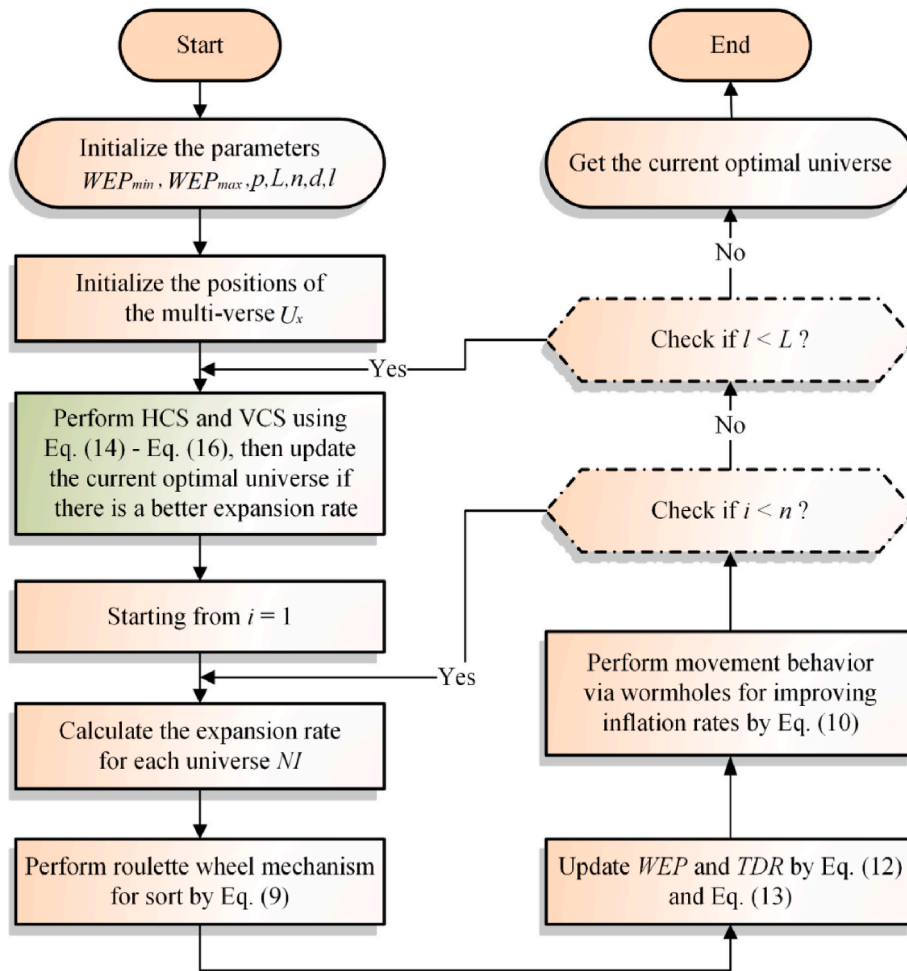 Start
Initialize the parameters
WEPmin, WEPmax, p, L, n, d, l
Initialize the positions of
the multi-verse Ux
Perform HCS and VCS using
Eq. (14) - Eq. (16), then update
the current optimal universe if
there is a better expansion rate
Starting from i = 1
Calculate the expansion rate
for each universe NI
Perform roulette wheel mechanism
for sort by Eq. (9)
Update WEP and TDR by Eq. (12)
and Eq. (13)
Perform movement behavior
via wormholes for improving
inflation rates by Eq. (10)
Check if i < n ?
Yes
No
Check if l < L ?
Yes
No
Get the current optimal universe
End